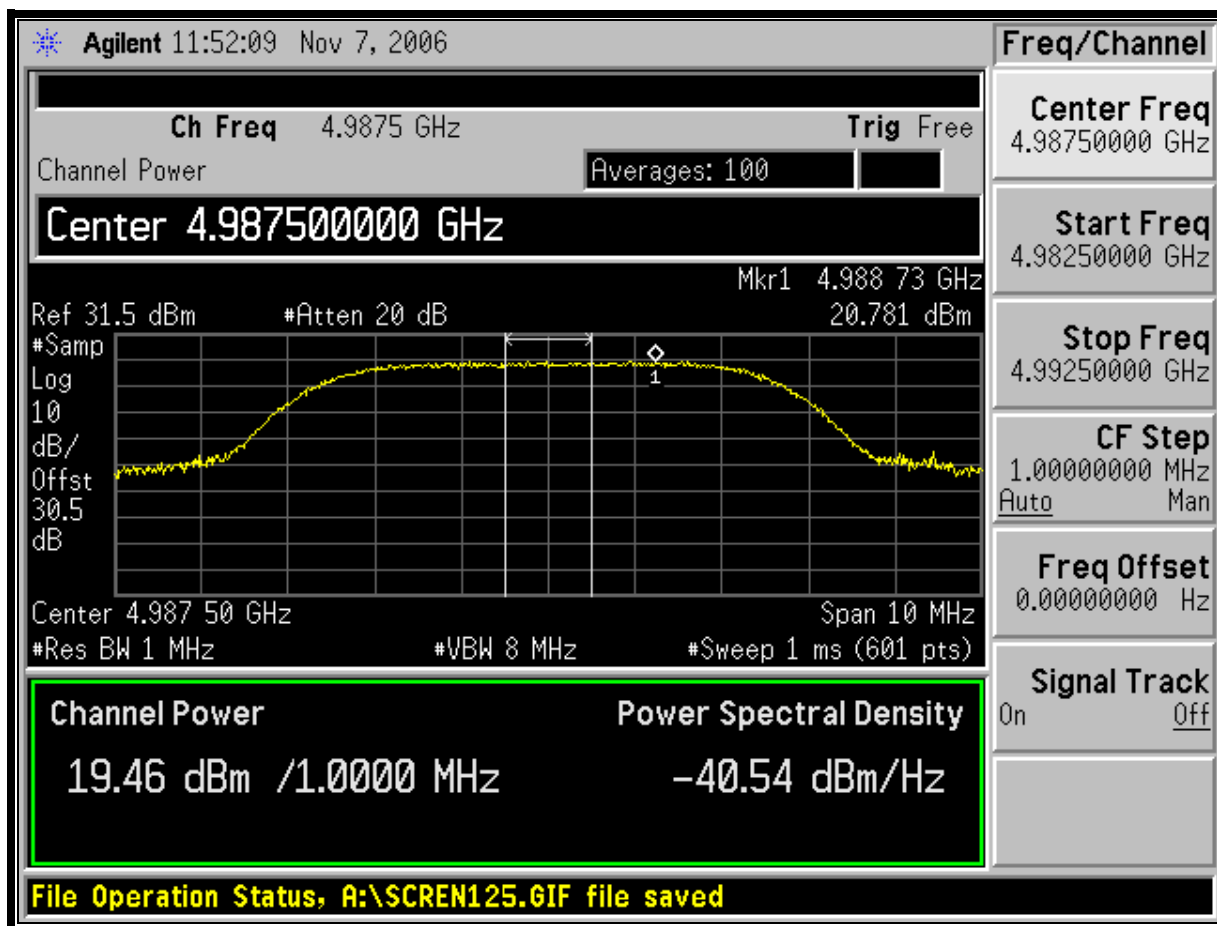 Agilent 11:52:09 Nov 7, 2006
Freq/Channel
Ch Freq 4.9875 GHz Trig Free
Channel Power Averages: 100
Center 4.987500000 GHz
Mkr1 4.988 73 GHz
Ref 31.5 dBm #Atten 20 dB 20.781 dBm
#Samp
Log
10
dB/
Offst
30.5
dB
1
Center 4.987 50 GHz Span 10 MHz
#Res BW 1 MHz #VBW 8 MHz #Sweep 1 ms (601 pts)
Channel Power Power Spectral Density
19.46 dBm /1.0000 MHz -40.54 dBm/Hz
File Operation Status, A:\SCREN125.GIF file saved
Center Freq
4.98750000 GHz
Start Freq
4.98250000 GHz
Stop Freq
4.99250000 GHz
CF Step
1.00000000 MHz
Auto Man
Freq Offset
0.00000000 Hz
Signal Track
On Off